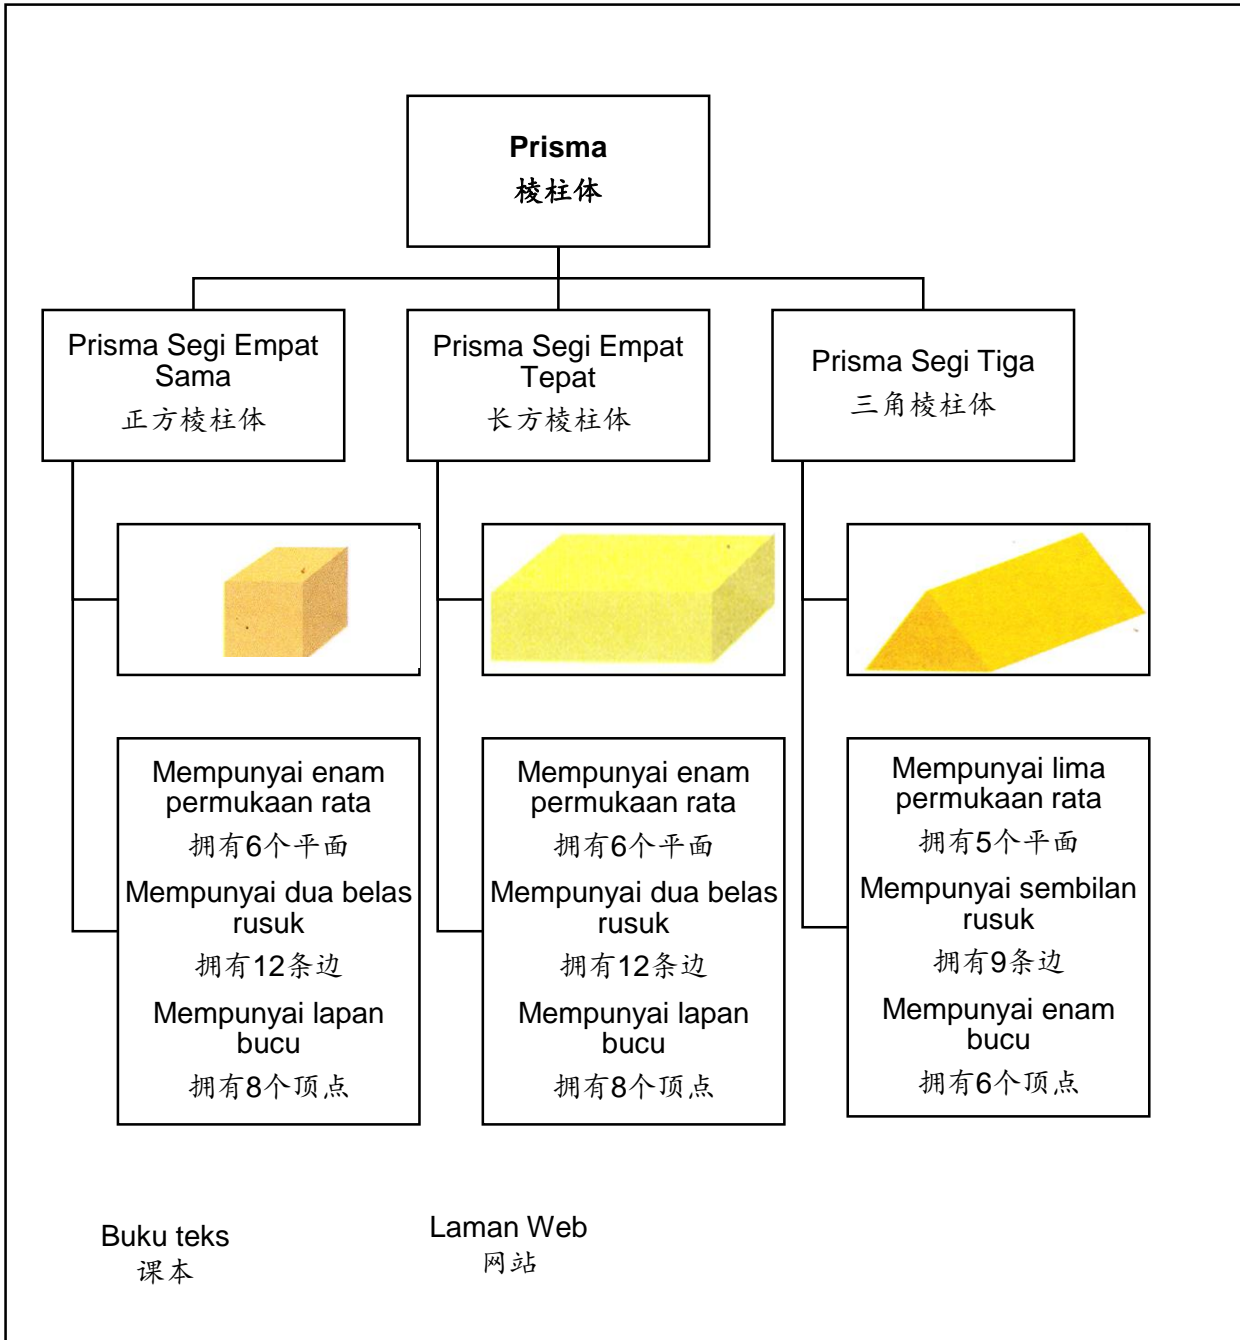 Prisma
棱柱体
Prisma Segi Empat
Sama
正方棱柱体
Prisma Segi Empat
Tepat
长方棱柱体
Prisma Segi Tiga
三角棱柱体
Mempunyai enam
permukaan rata
拥有6个平面
Mempunyai dua belas
rusuk
拥有12条边
Mempunyai lapan
bucu
拥有8个顶点
Mempunyai enam
permukaan rata
拥有6个平面
Mempunyai dua belas
rusuk
拥有12条边
Mempunyai lapan
bucu
拥有8个顶点
Mempunyai lima
permukaan rata
拥有5个平面
Mempunyai sembilan
rusuk
拥有9条边
Mempunyai enam
bucu
拥有6个顶点
Buku teks
课本
Laman Web
网站